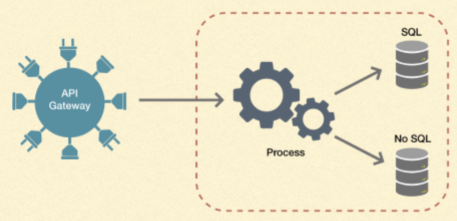 API
Gateway
Process
SQL
No SQL